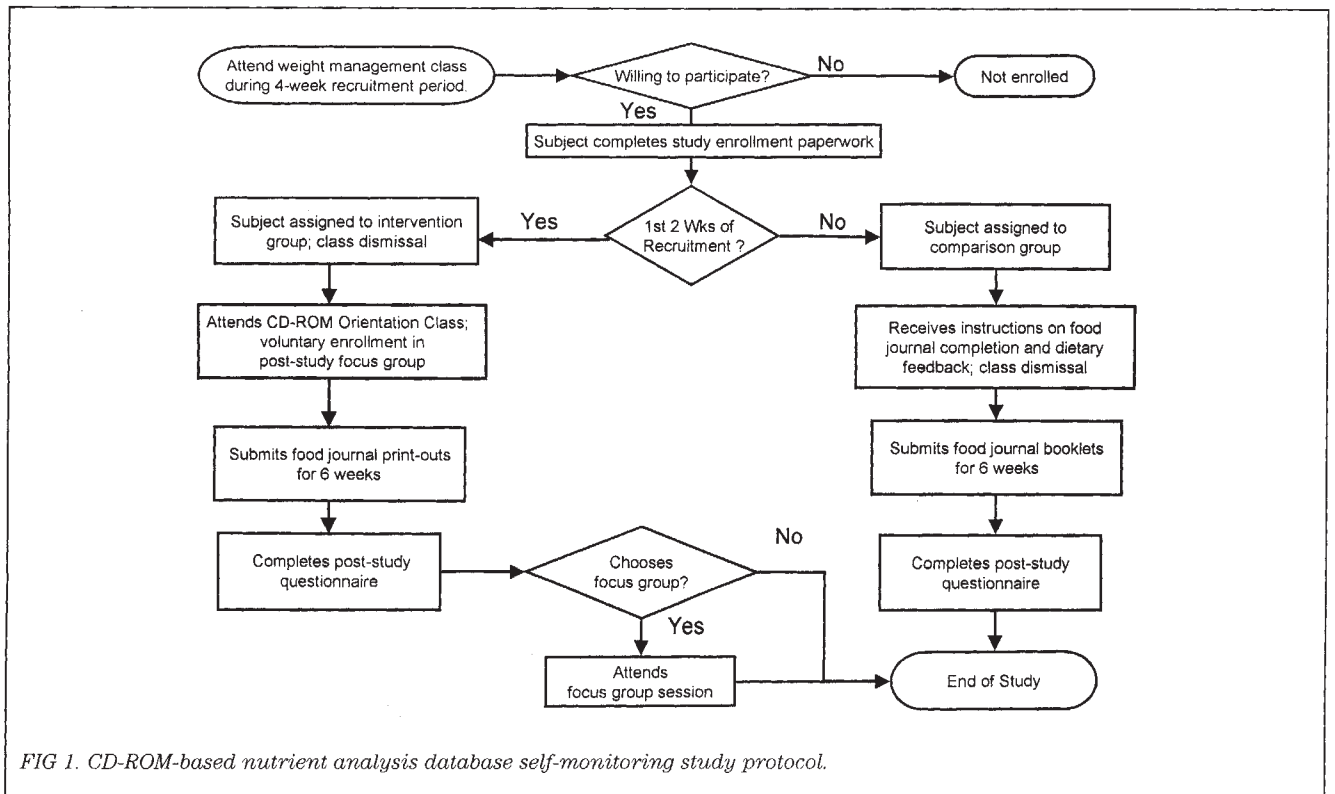 Attend weight management class
during 4-week recruitment period.
Willing to participate?
No
Not enrolled
Yes
Subject completes study enrollment paperwork
Subject assigned to intervention
group; class dismissal
Yes
1st 2 Wks of
Recruitment ?
No
Subject assigned to
comparison group
Attends CD-ROM Orientation Class;
voluntary enrollment in
post-study focus group
Receives instructions on food
journal completion and dietary
feedback; class dismissal
Submits food journal print-outs
for 6 weeks
Submits food journal booklets
for 6 weeks
Completes post-study
questionnaire
Chooses
focus group?
No
Completes post-study
questionnaire
Yes
Attends
focus group session
End of Study
FIG 1. CD-ROM-based nutrient analysis database self-monitoring study protocol.